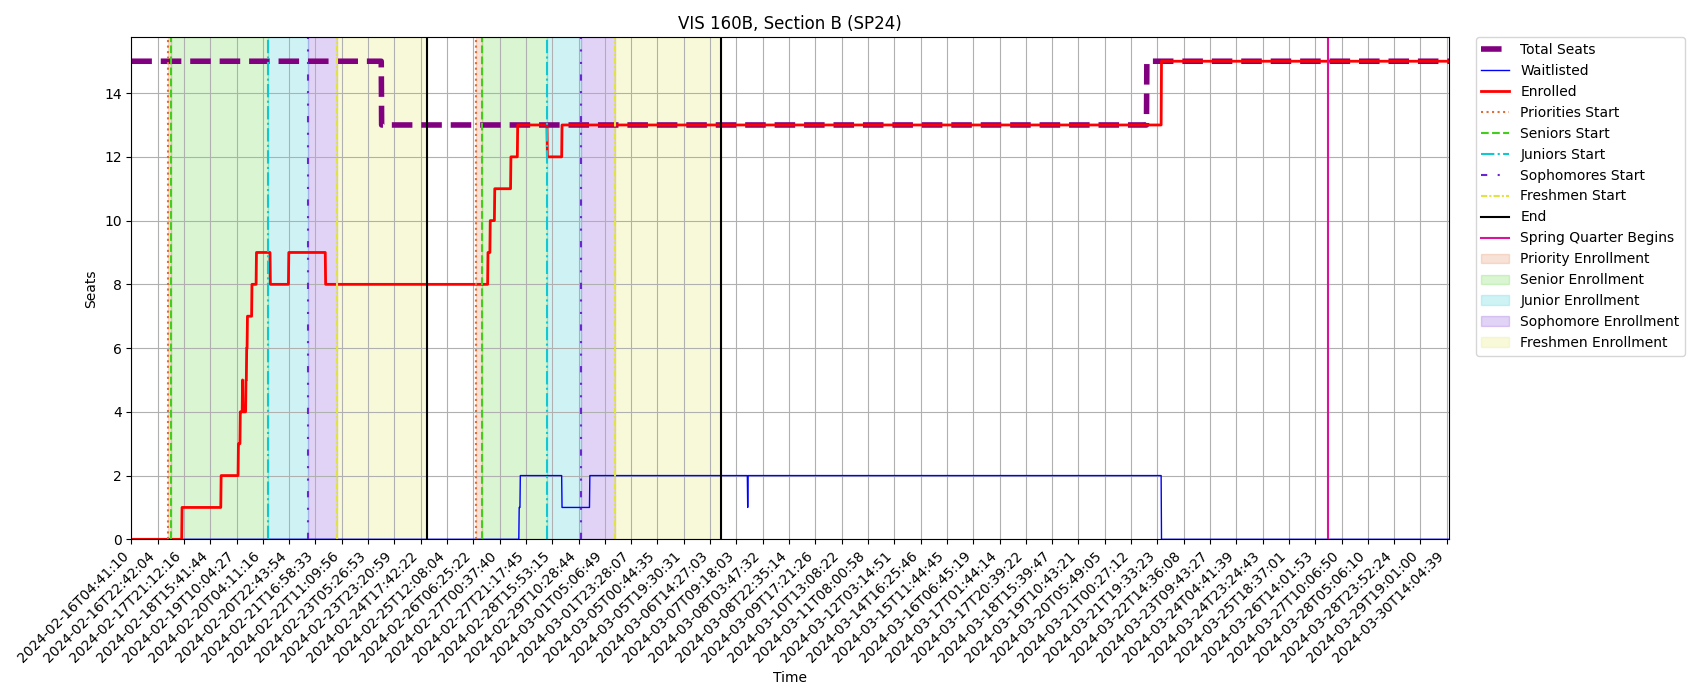 VIS 160B, Section B (SP24)
Seats
14
12
10
8
6
4
2
0
2024-02-16T04:41:10
2024-02-16T22:42:04
2024-02-17T21:12:16
2024-02-18T15:41:44
2024-02-19T10:04:27
2024-02-20T04:11:16
2024-02-20T22:43:54
2024-02-21T16:58:33
2024-02-22T11:09:56
2024-02-23T05:26:53
2024-02-23T23:20:59
2024-02-24T17:42:22
2024-02-25T12:08:04
2024-02-26T06:25:22
2024-02-27T00:37:40
2024-02-27T21:17:45
2024-02-28T15:53:15
2024-02-29T10:28:44
2024-03-01T05:06:49
2024-03-01T23:28:07
2024-03-05T00:44:35
2024-03-05T19:30:31
2024-03-06T14:27:03
2024-03-07T09:18:03
2024-03-08T03:47:32
2024-03-08T22:35:14
2024-03-09T17:21:26
2024-03-10T13:08:22
2024-03-11T08:00:58
2024-03-12T03:14:51
2024-03-14T16:25:46
2024-03-15T11:44:45
2024-03-16T06:45:19
2024-03-17T01:44:14
2024-03-17T20:39:22
2024-03-18T15:39:47
2024-03-19T10:43:21
2024-03-20T05:49:05
2024-03-21T00:27:12
2024-03-21T19:33:23
2024-03-22T14:36:08
2024-03-23T09:43:27
2024-03-24T04:41:39
2024-03-24T23:24:43
2024-03-25T18:37:01
2024-03-26T14:01:53
2024-03-27T10:06:50
2024-03-28T05:06:10
2024-03-28T23:52:24
2024-03-29T19:01:00
2024-03-30T14:04:39
Time
Total Seats
Waitlisted
Enrolled
Priorities Start
Seniors Start
Juniors Start
Sophomores Start
Freshmen Start
End
Spring Quarter Begins
Priority Enrollment
Senior Enrollment
Junior Enrollment
Sophomore Enrollment
Freshmen Enrollment